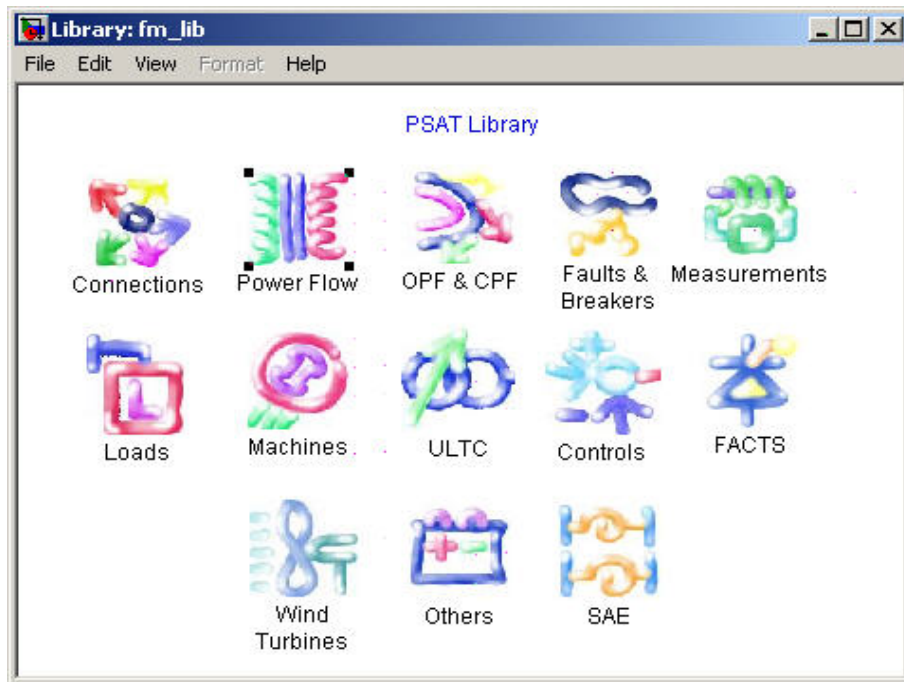 Library: fm_lib
File Edit View Format Help
PSAT Library
Connections
Power Flow
OPF & CPF
Faults &
Breakers
Measurements
Loads
Machines
ULTC
Controls
FACTS
Wind
Turbines
Others
SAE